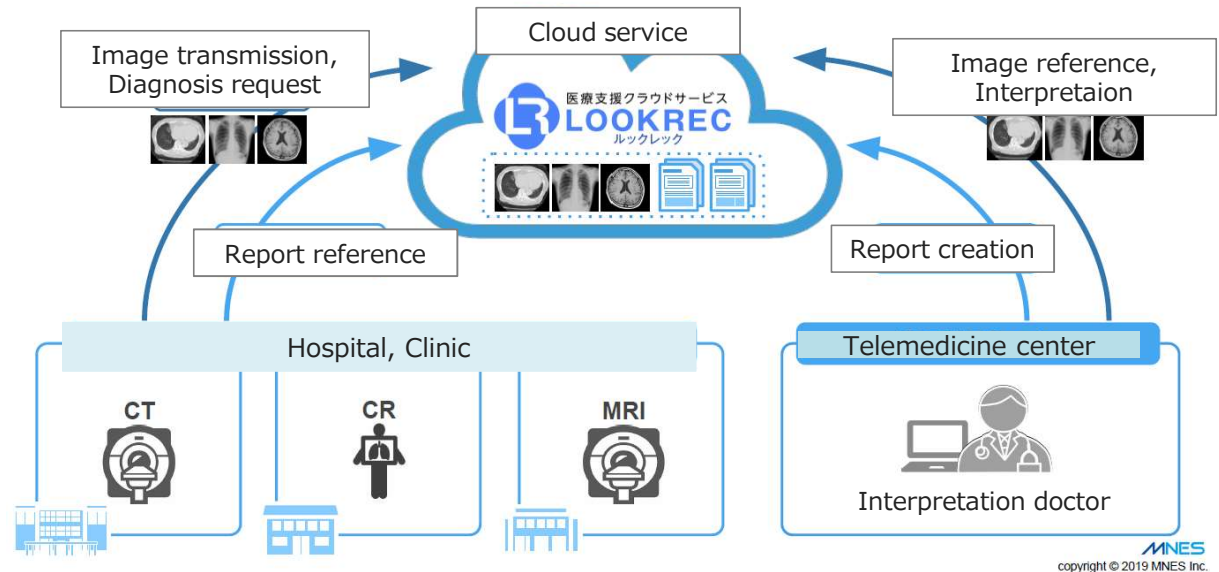 Cloud service
Image transmission,
Diagnosis request
Image reference,
Interpretaion
医療支援クラウドサービス
LR LOOKREC
ルックレック
Report reference
Report creation
Hospital, Clinic
Telemedicine center
CT
CR
MRI
Interpretation doctor
MNES
copyright © 2019 MNES Inc.